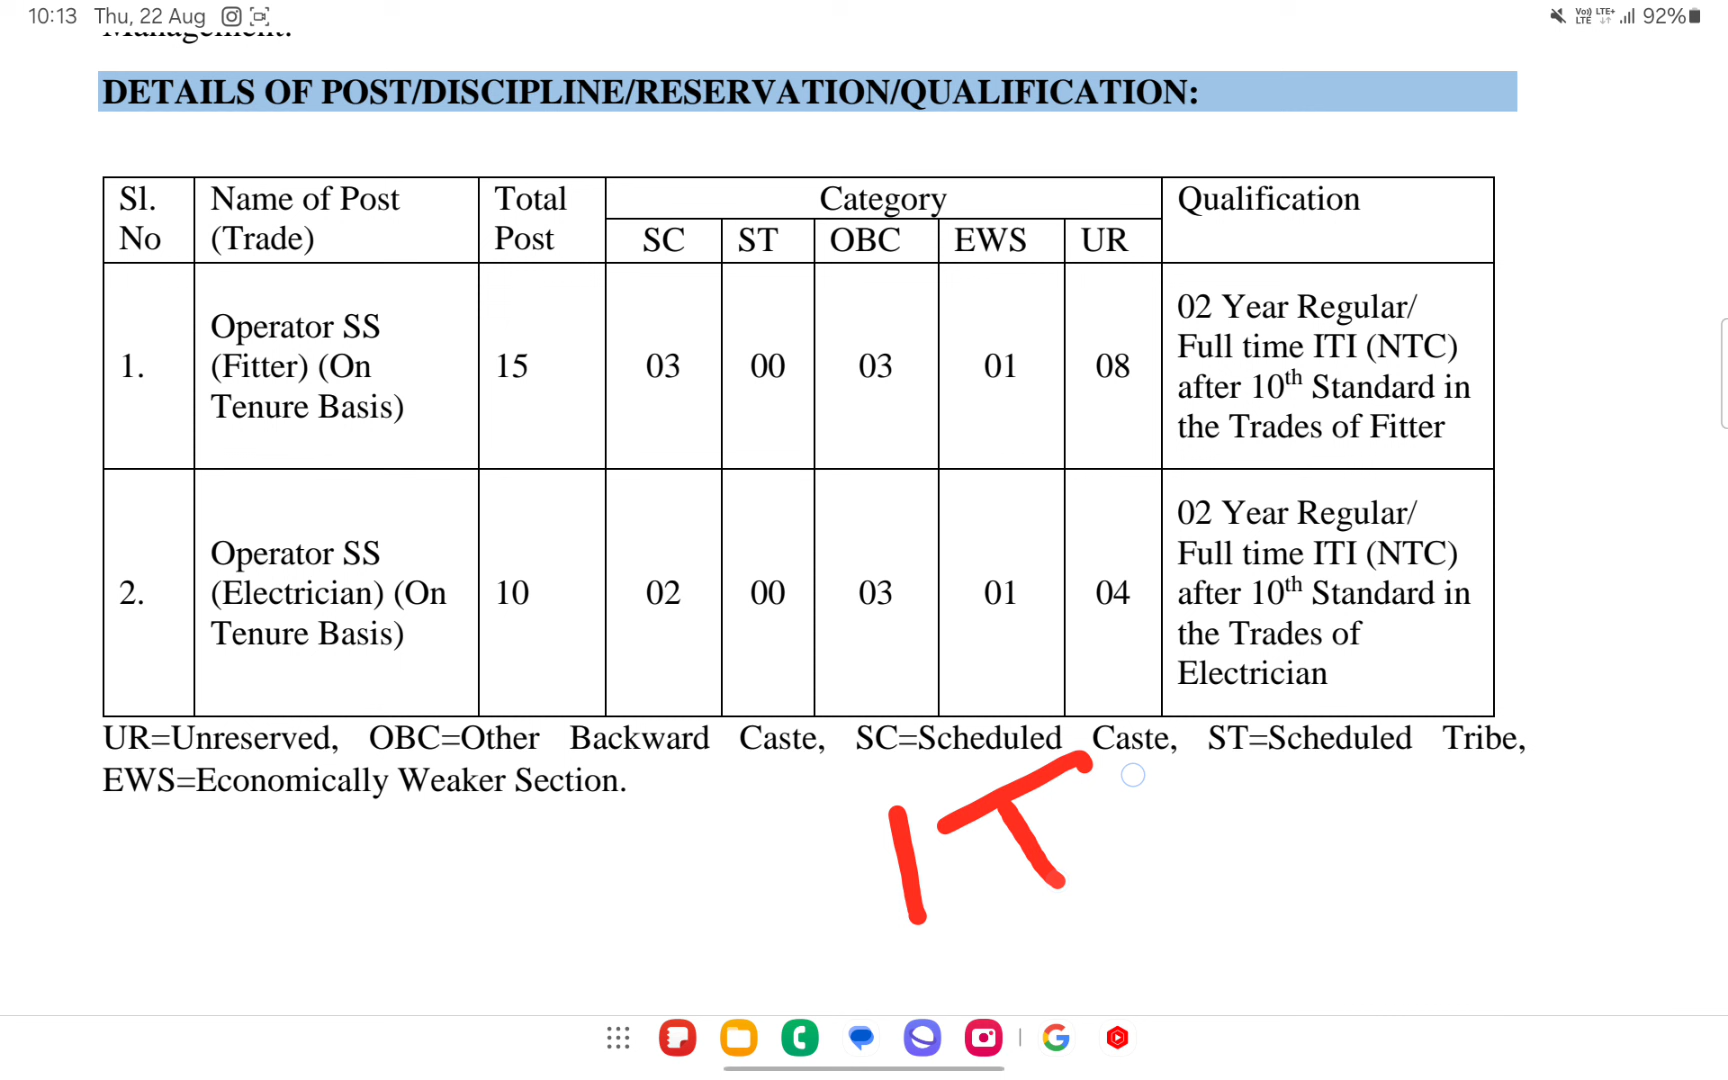 10:13 Thu, 22 Aug
Vo)) LTE+
LTE
92%
Management.
DETAILS OF POST/DISCIPLINE/RESERVATION/QUALIFICATION:
Sl. No
Name of Post (Trade)
Total Post
Category
SC ST OBC EWS UR
Qualification
1.
Operator SS
(Fitter) (On
Tenure Basis)
15 03 00 03 01 08
02 Year Regular/
Full time ITI (NTC)
after 10th Standard in
the Trades of Fitter
2.
Operator SS
(Electrician) (On
Tenure Basis)
10 02 00 03 01 04
02 Year Regular/
Full time ITI (NTC)
after 10th Standard in
the Trades of
Electrician
UR=Unreserved, OBC=Other Backward Caste, SC=Scheduled Caste, ST=Scheduled Tribe,
EWS=Economically Weaker Section.
IT